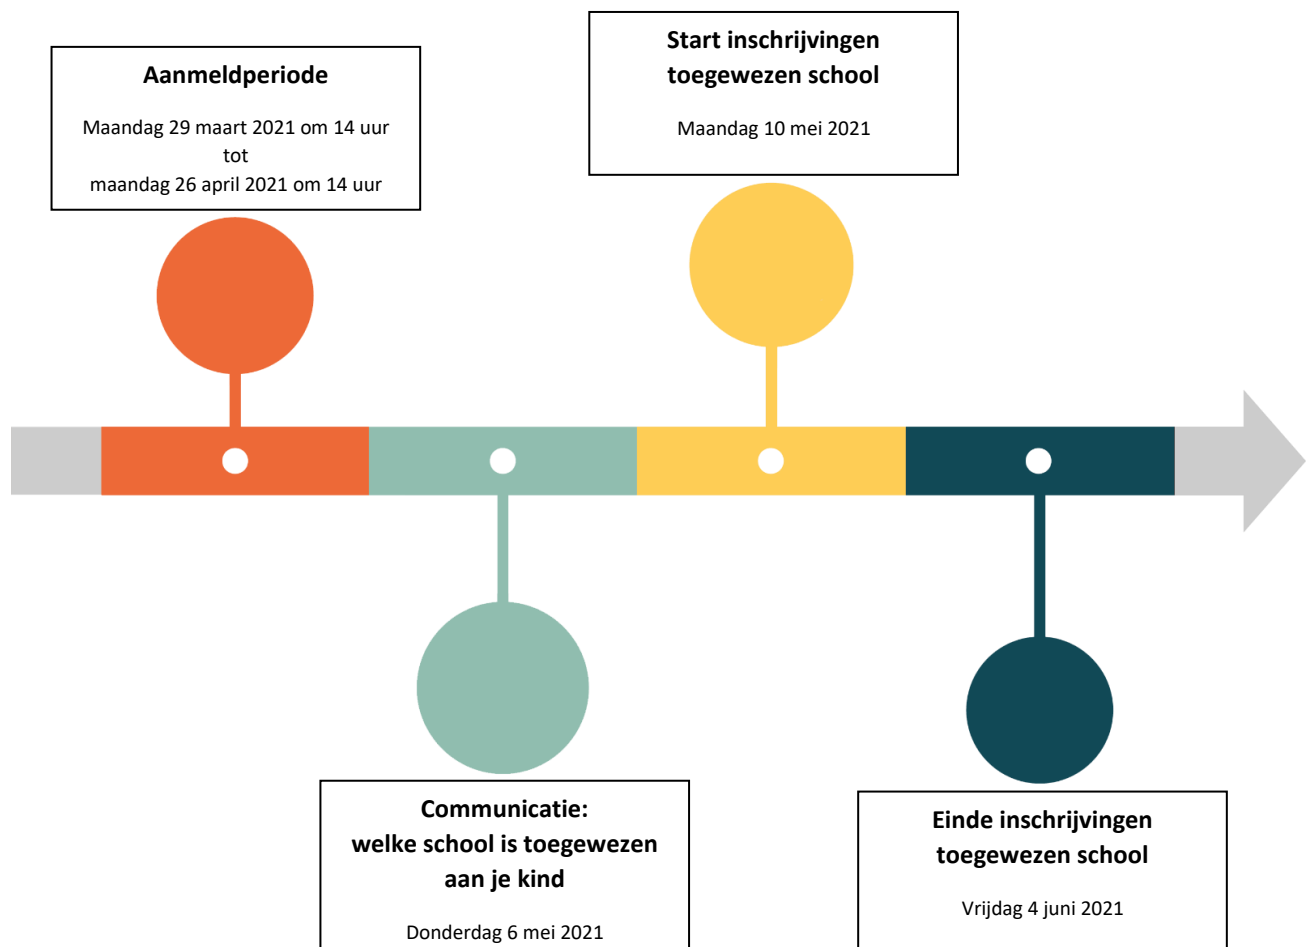 Aanmeldperiode
Maandag 29 maart 2021 om 14 uur
tot
maandag 26 april 2021 om 14 uur
Communicatie:
welke school is toegewezen
aan je kind
Donderdag 6 mei 2021
Start inschrijvingen
toegewezen school
Maandag 10 mei 2021
Einde inschrijvingen
toegewezen school
Vrijdag 4 juni 2021